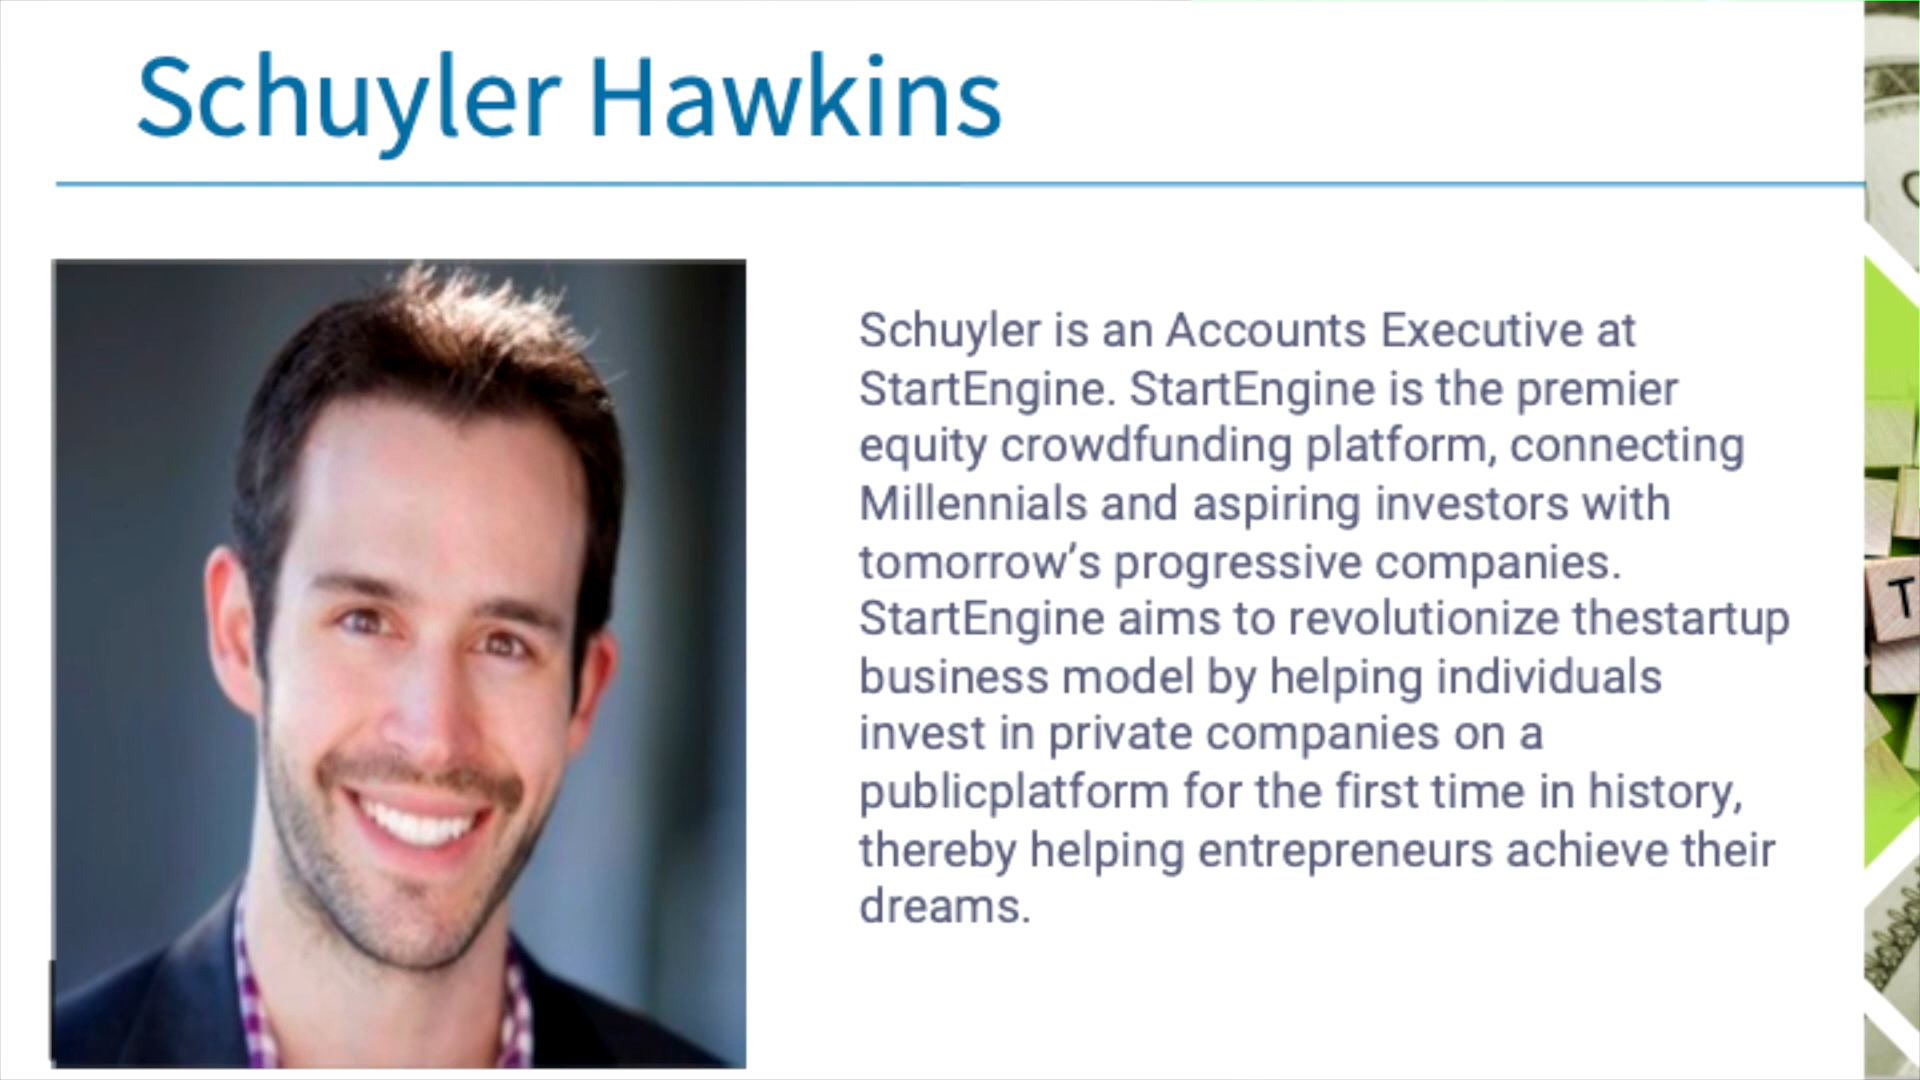 Schuyler Hawkins
Schuyler is an Accounts Executive at
StartEngine. StartEngine is the premier
equity crowdfunding platform, connecting
Millennials and aspiring investors with
tomorrow’s progressive companies.
StartEngine aims to revolutionize thestartup
business model by helping individuals
invest in private companies on a
publicplatform for the first time in history,
thereby helping entrepreneurs achieve their
dreams.
T